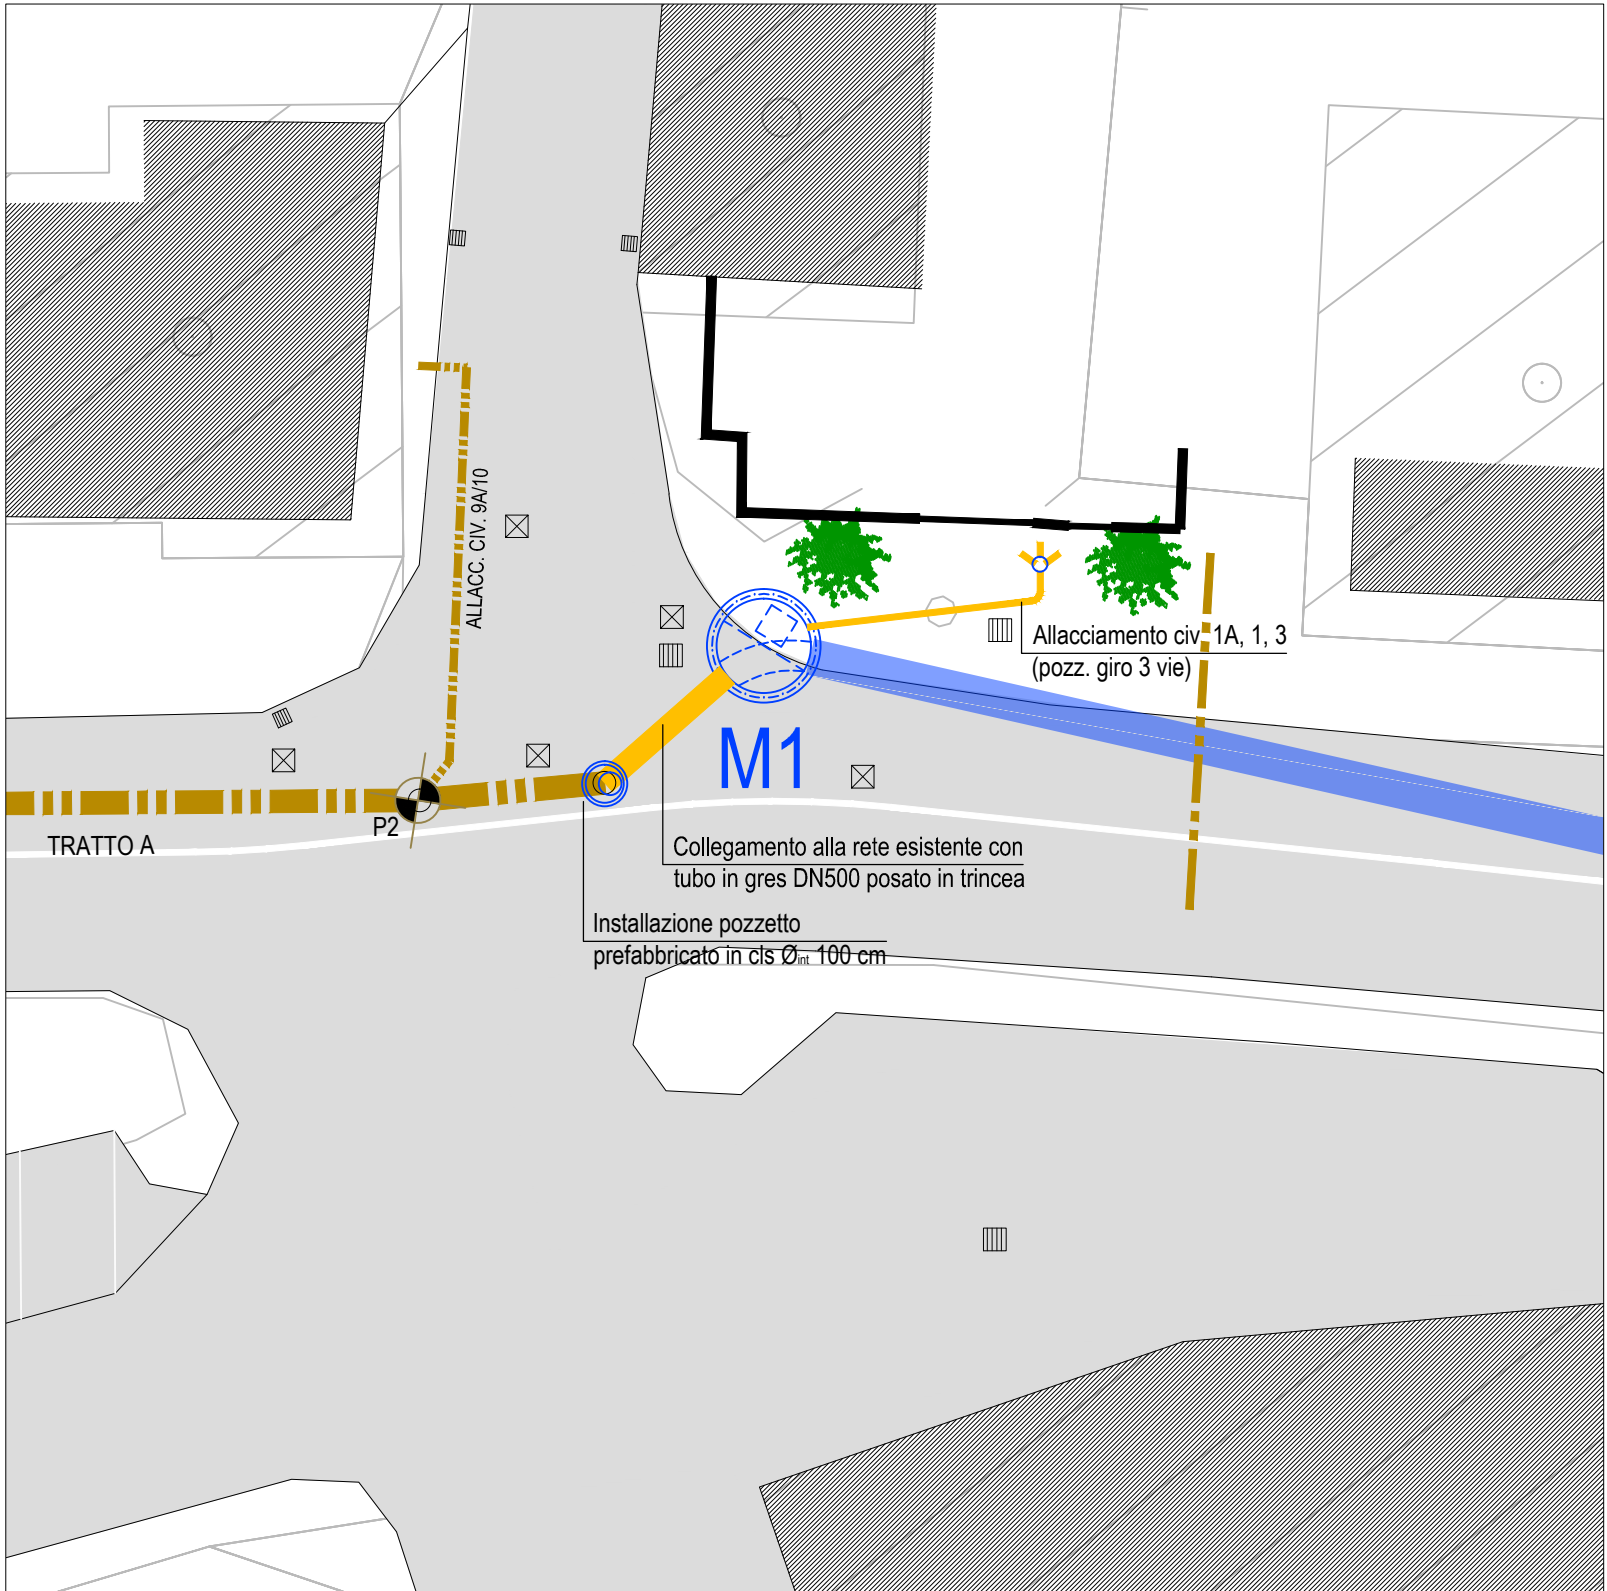 ALLACC. CIV. 9A/10
Allacciamento civ. 1A, 1, 3
(pozz. giro 3 vie)
M1
P2
TRATTO A
Collegamento alla rete esistente con
tubo in gres DN500 posato in trincea
Installazione pozzetto
prefabbricato in cls Øint 100 cm